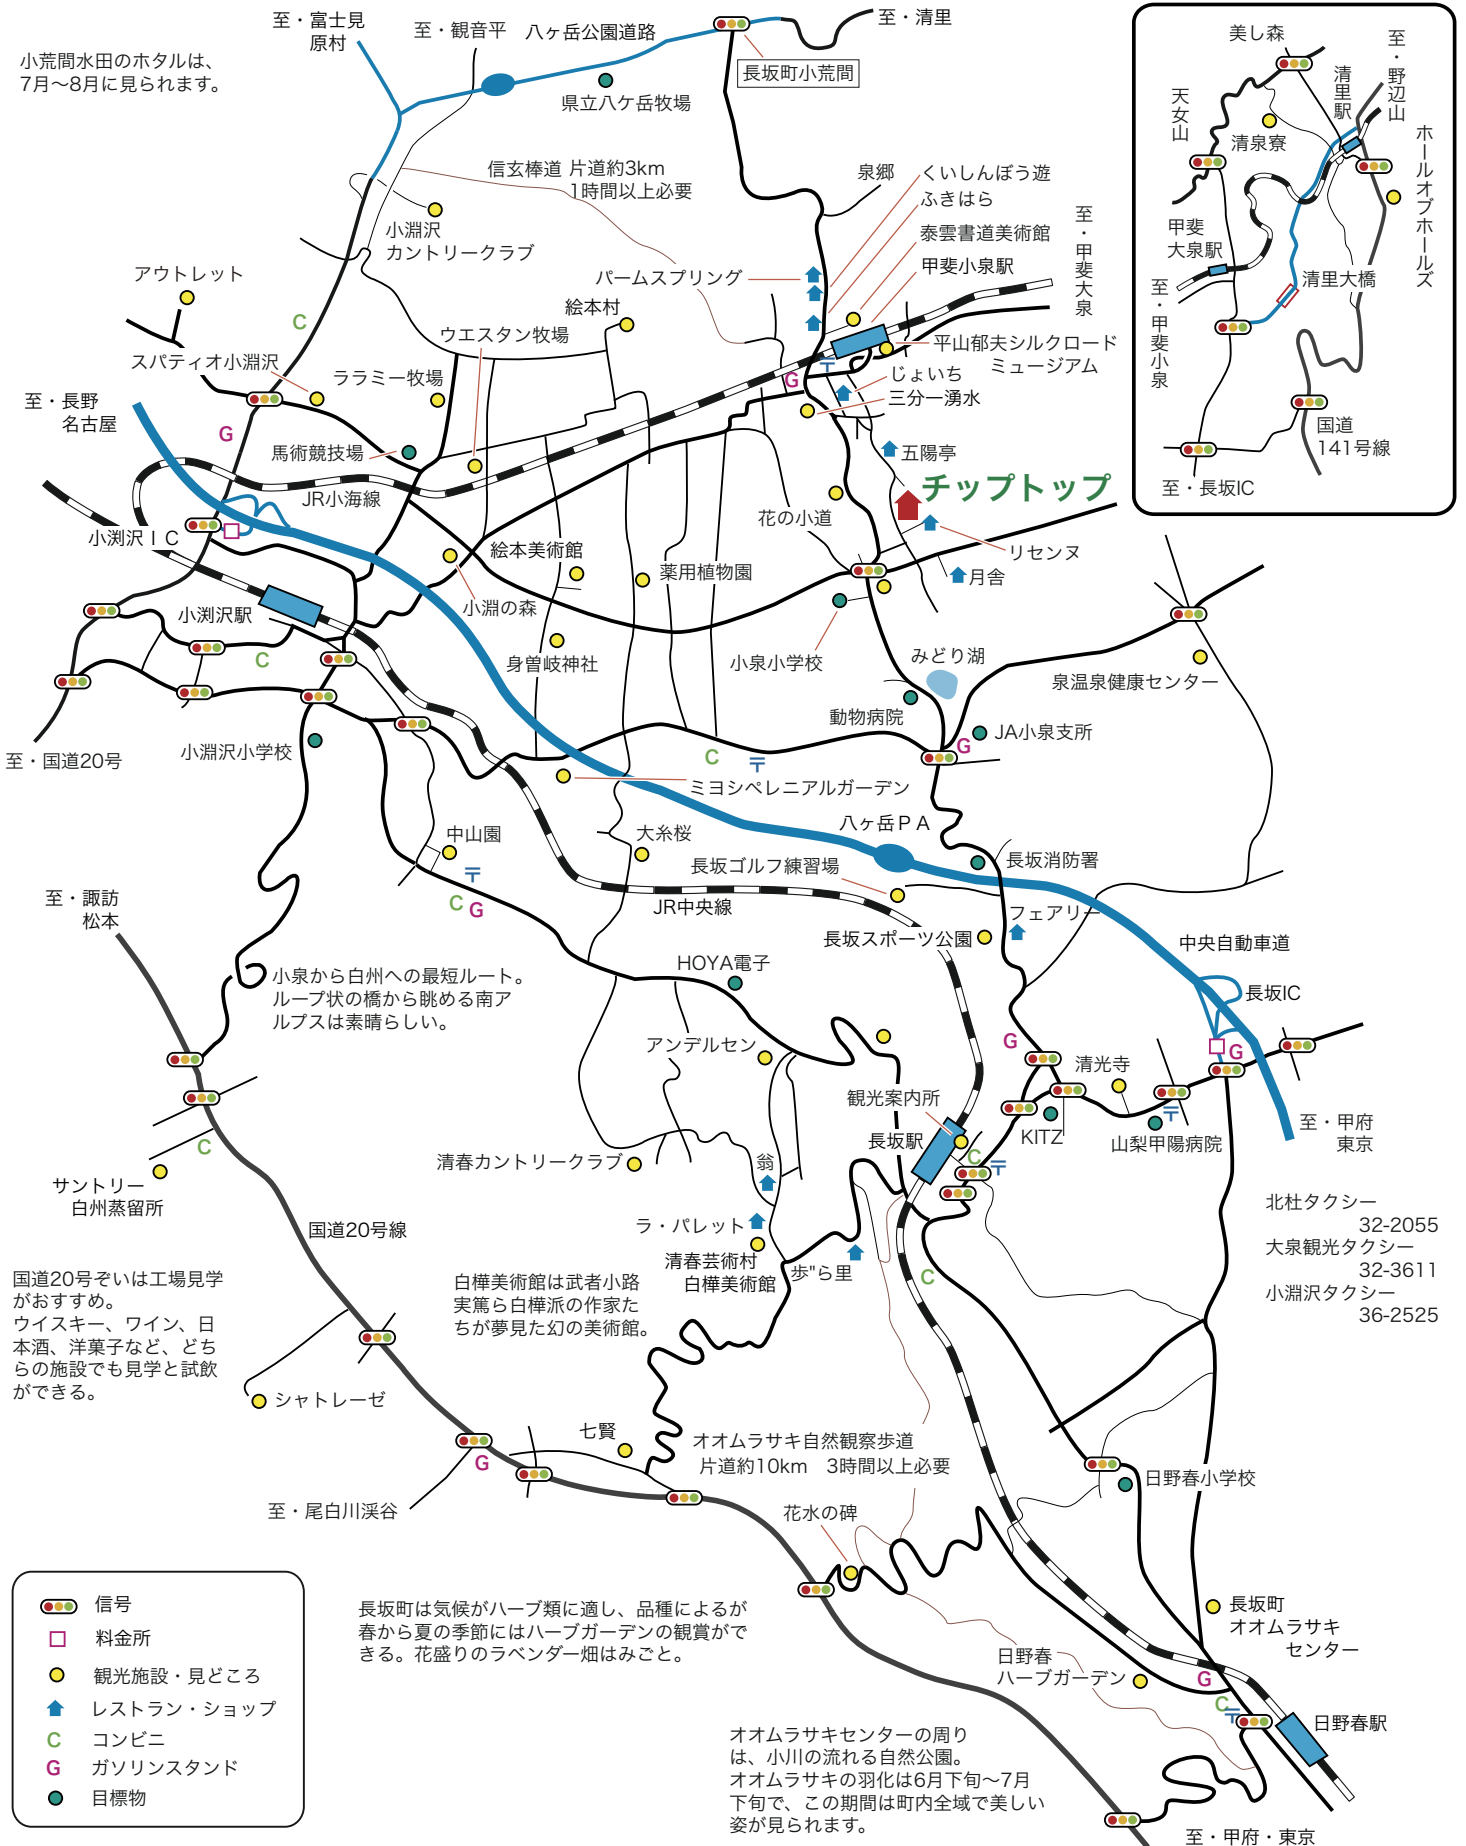 至・富士見
原村
至・観音平
八ヶ岳公園道路
至・清里
小荒間水田のホタルは、
7月〜8月に見られます。
長坂町小荒間
県立八ケ岳牧場
信玄棒道 片道約3km
1時間以上必要
泉郷
くいしんぼう遊
ふきはら
泰雲書道美術館
甲斐小泉駅
至・甲斐大泉
小淵沢
カントリークラブ
パームスプリング
アウトレット
絵本村
C
ウエスタン牧場
平山郁夫シルクロード
ミュージアム
スパティオ小淵沢
ララミー牧場
〒
G
じょいち
三分一湧水
至・長野
名古屋
G
馬術競技場
五陽亭
チップトップ
JR小海線
花の小道
小渕沢ＩＣ
絵本美術館
薬用植物園
リセンヌ
月舎
小渕沢駅
小淵の森
C
身曽岐神社
小泉小学校
みどり湖
泉温泉健康センター
動物病院
JA小泉支所
G
至・国道20号
小淵沢小学校
C
〒
ミヨシペレニアルガーデン
八ヶ岳ＰＡ
中山園
〒
大糸桜
長坂ゴルフ練習場
長坂消防署
C
G
JR中央線
フェアリー
至・諏訪
松本
長坂スポーツ公園
中央自動車道
小泉から白州への最短ルート。
ループ状の橋から眺める南ア
ルプスは素晴らしい。
HOYA電子
長坂IC
アンデルセン
G
G
清光寺
観光案内所
KITZ
〒
山梨甲陽病院
至・甲府
東京
長坂駅
C
〒
C
清春カントリークラブ
翁
サントリー
白州蒸留所
北杜タクシー
32-2055
大泉観光タクシー
32-3611
小淵沢タクシー
36-2525
国道20号線
ラ・パレット
清春芸術村
白樺美術館
歩"ら里
C
国道20号ぞいは工場見学
がおすすめ。
ウイスキー、ワイン、日
本酒、洋菓子など、どち
らの施設でも見学と試飲
ができる。
白樺美術館は武者小路
実篤ら白樺派の作家た
ちが夢見た幻の美術館。
シャトレーゼ
七賢
オオムラサキ自然観察歩道
片道約10km　3時間以上必要
G
日野春小学校
至・尾白川渓谷
花水の碑
信号
料金所
観光施設・見どころ
レストラン・ショップ
C コンビニ
G ガソリンスタンド
目標物
長坂町は気候がハーブ類に適し、品種によるが
春から夏の季節にはハーブガーデンの観賞がで
きる。花盛りのラベンダー畑はみごと。
長坂町
オオムラサキ
センター
日野春
ハーブガーデン
G
C
〒
日野春駅
オオムラサキセンターの周り
は、小川の流れる自然公園。
オオムラサキの羽化は6月下旬〜7月
下旬で、この期間は町内全域で美しい
姿が見られます。
至・甲府・東京
美し森
至・野辺山
清里駅
天女山
清泉寮
ホールオブホールズ
甲斐
大泉駅
清里大橋
至・甲斐小泉
国道
141号線
至・長坂IC